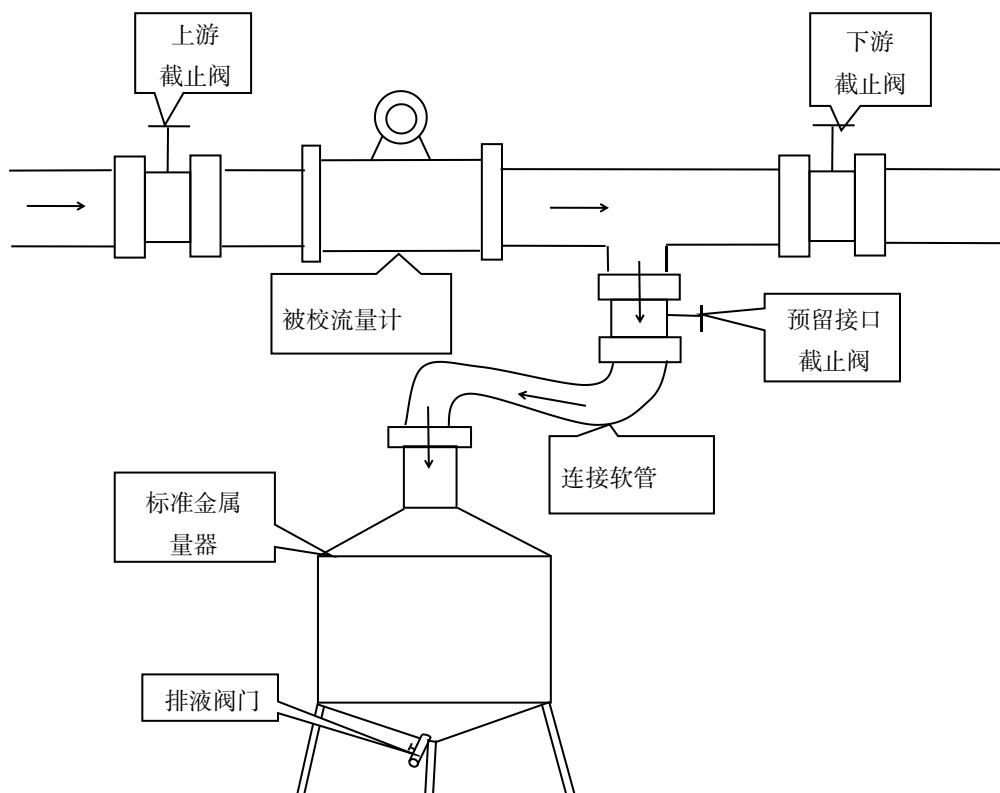 上游
截止阀
下游
截止阀
被校流量计
预留接口
截止阀
连接软管
标准金属
量器
排液阀门